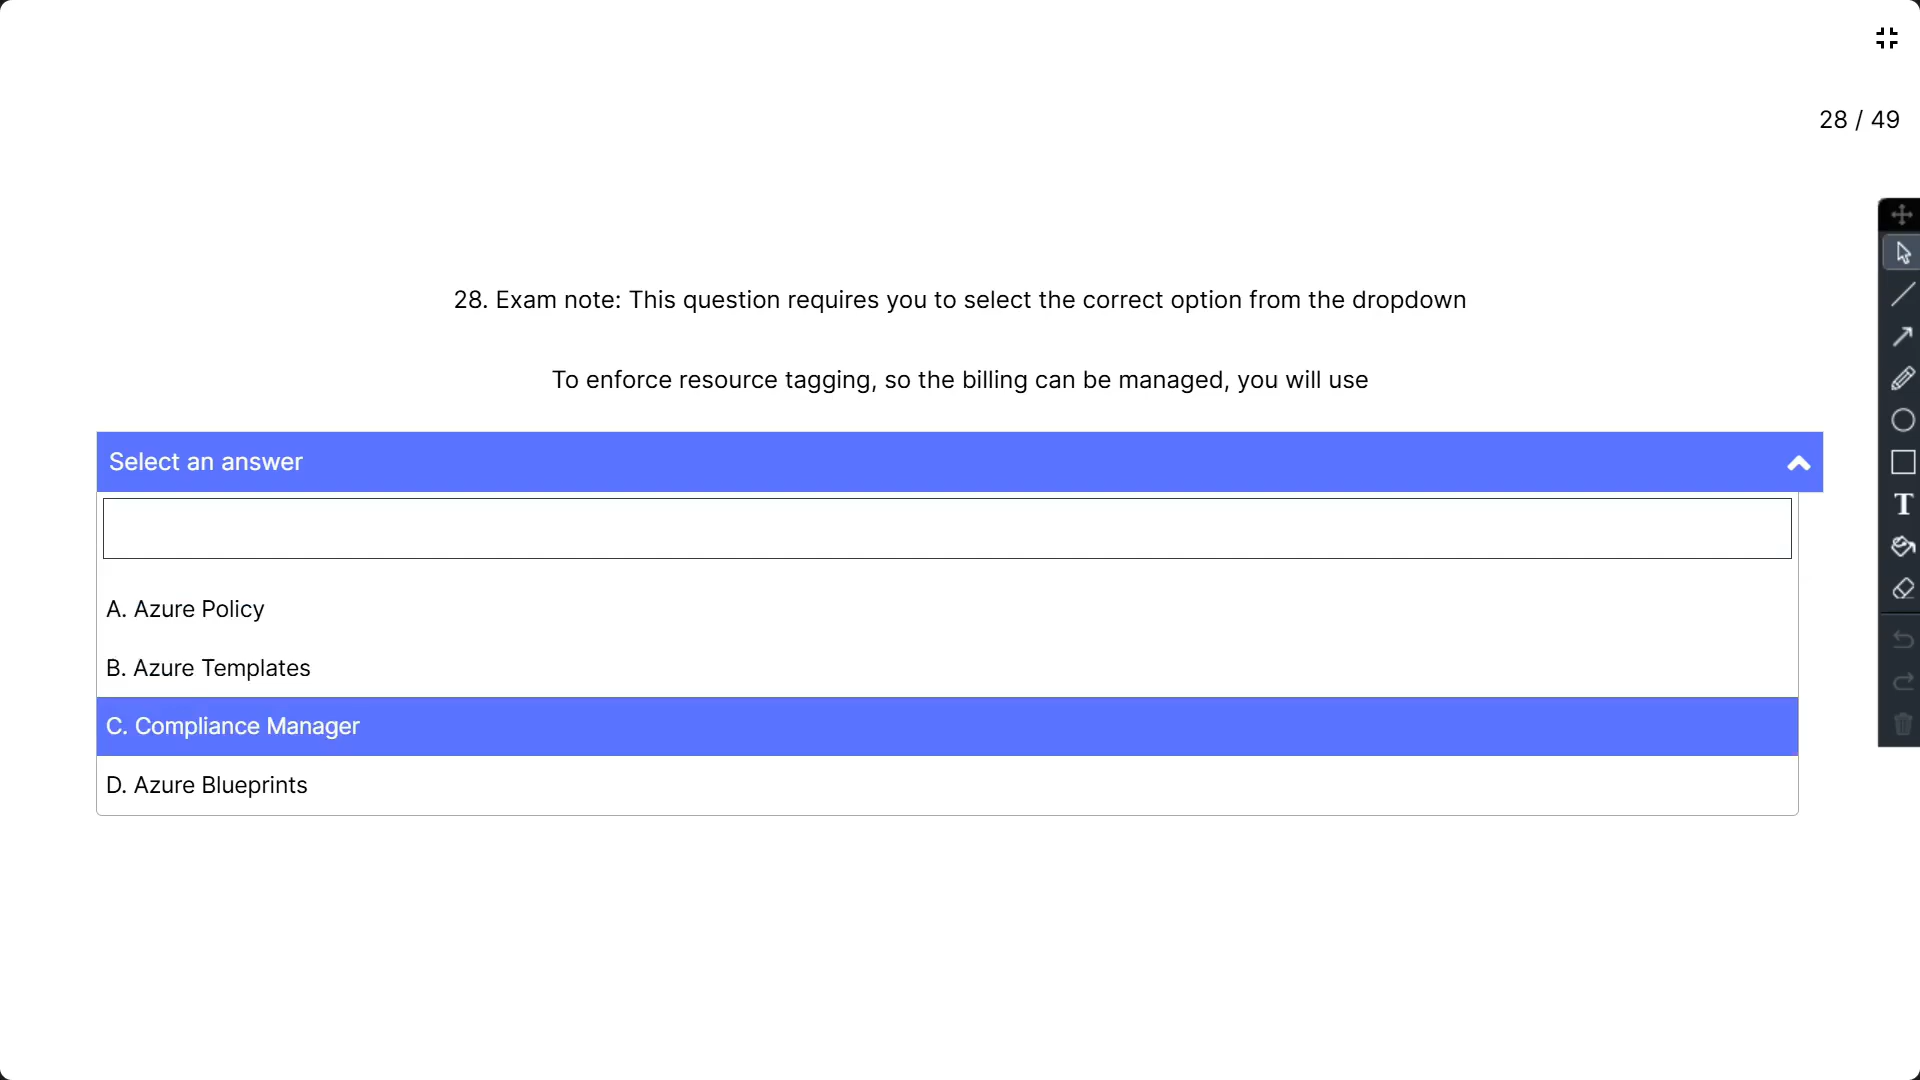 28 / 49
28. Exam note: This question requires you to select the correct option from the dropdown
To enforce resource tagging, so the billing can be managed, you will use
Select an answer
A. Azure Policy
B. Azure Templates
C. Compliance Manager
D. Azure Blueprints
T